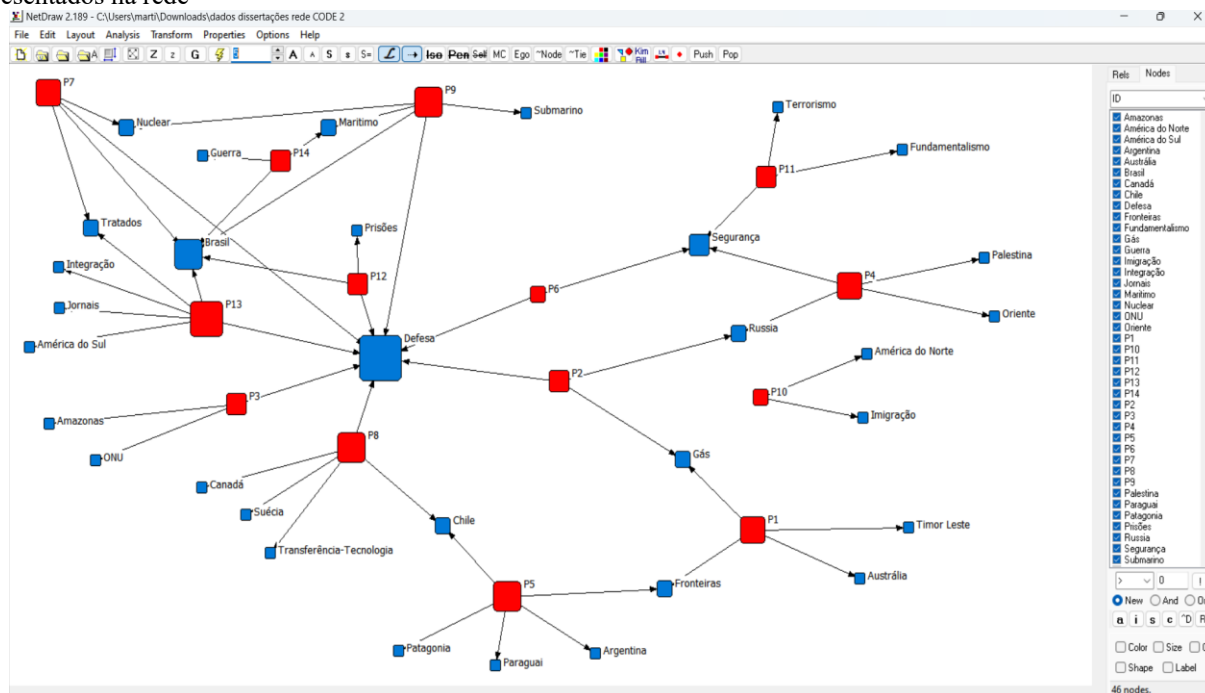 esentados na rede
NetDraw 2.189 - C:\Users\marti\Downloads\dados dissertações rede CODE 2
File Edit Layout Analysis Transform Properties Options Help
Z z G 5 A A S s S= L Iso Pen Self MC Ego ~Node ~Tie Kim Fill Push Pop
Rels Nodes
ID
P7
P9
Nuclear
Maritimo
Submarino
Terrorismo
Guerra
P14
P11
Fundamentalismo
Tratados
Brasil
Prisões
Segurança
Integração
P12
P6
P4
Palestina
Jornais
P13
Oriente
Russia
América do Sul
Defesa
América do Norte
P3
P2
P10
Amazonas
Imigração
ONU
P8
Gás
Canadá
Suécia
Chile
P1
Timor Leste
Transferência-Tecnologia
Austrália
P5
Fronteiras
Patagonia
Paraguai
Argentina
Amazonas
América do Norte
América do Sul
Argentina
Austrália
Brasil
Canadá
Chile
Defesa
Fronteiras
Fundamentalismo
Gás
Guerra
Imigração
Integração
Jornais
Maritimo
Nuclear
ONU
Oriente
P1
P10
P11
P12
P13
P14
P2
P3
P4
P5
P6
P7
P8
P9
Palestina
Paraguai
Patagonia
Prisões
Russia
Segurança
Submarino
> 0 !
New And O
a i s c ~D R
Color Size
Shape Label
46 nodes.